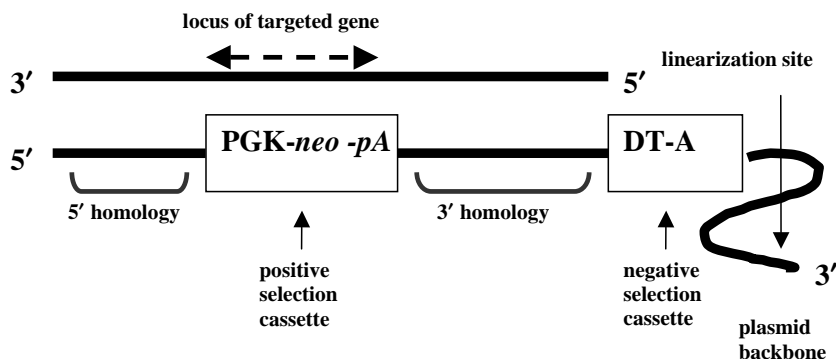 locus of targeted gene
linearization site
3′
5′
5′
PGK-neo -pA
DT-A
5′ homology
3′ homology
3′
positive
selection
cassette
negative
selection
cassette
plasmid
backbone